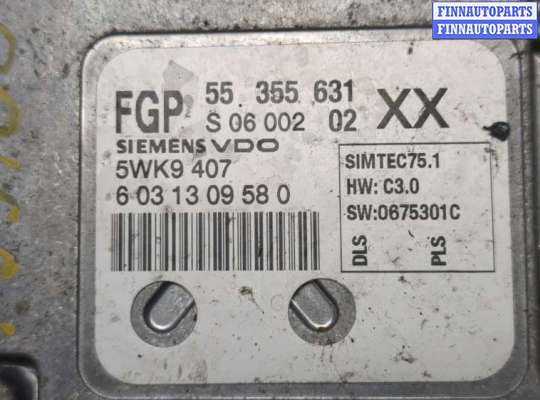 FINNAUTOPARTS
FINNAUTOPARTS
FGP 55 355 631 XX
S 06 002 02
SIEMENS VDO
5WK9 407
6 03 13 09 58 0
SIMTEC75.1
HW: C3.0
SW:0675301C
DLS
PLS